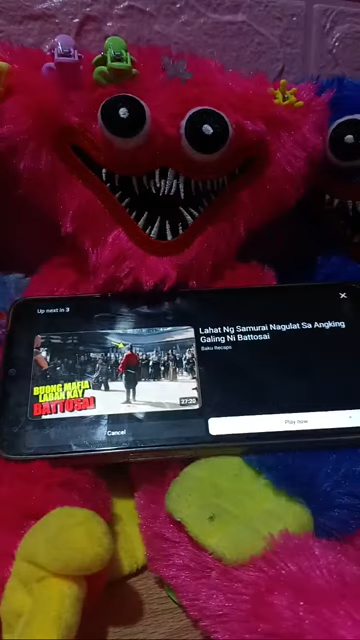 Up next in 3
Lahat Ng Samurai Nagulat Sa Angking
Galing Ni Battosai
Baku Recaps
BUONG MAFIA
LABAN KAY
BATTOSAI
27:20
Cancel
Play now